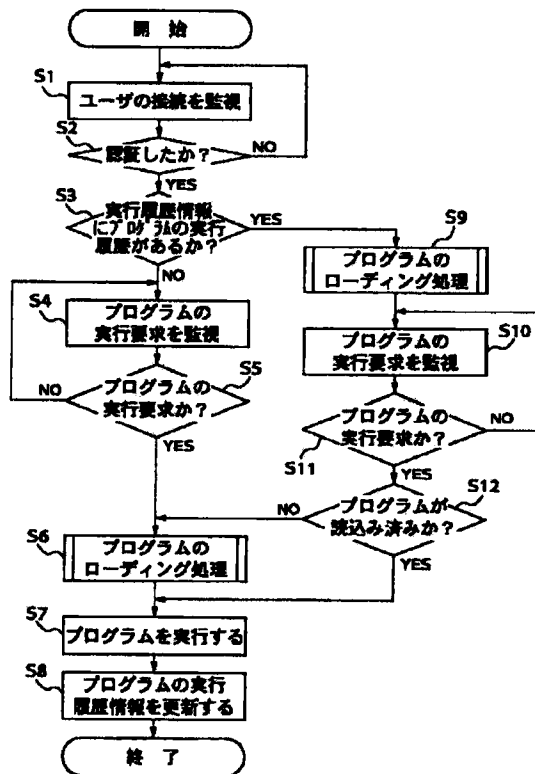 開 始
S1
ユーザの接続を監視
S2
認証したか?
NO
YES
S3
実行履歴情報
にプログラムの実行
履歴があるか?
YES
NO
S4
プログラムの
実行要求を監視
S5
プログラムの
実行要求か?
NO
YES
S9
プログラムの
ローディング処理
S10
プログラムの
実行要求を監視
プログラムの
実行要求か?
NO
S11
YES
S12
プログラムが
読込み済みか?
NO
YES
S6
プログラムの
ローディング処理
S7
プログラムを実行する
S8
プログラムの実行
履歴情報を更新する
終 了